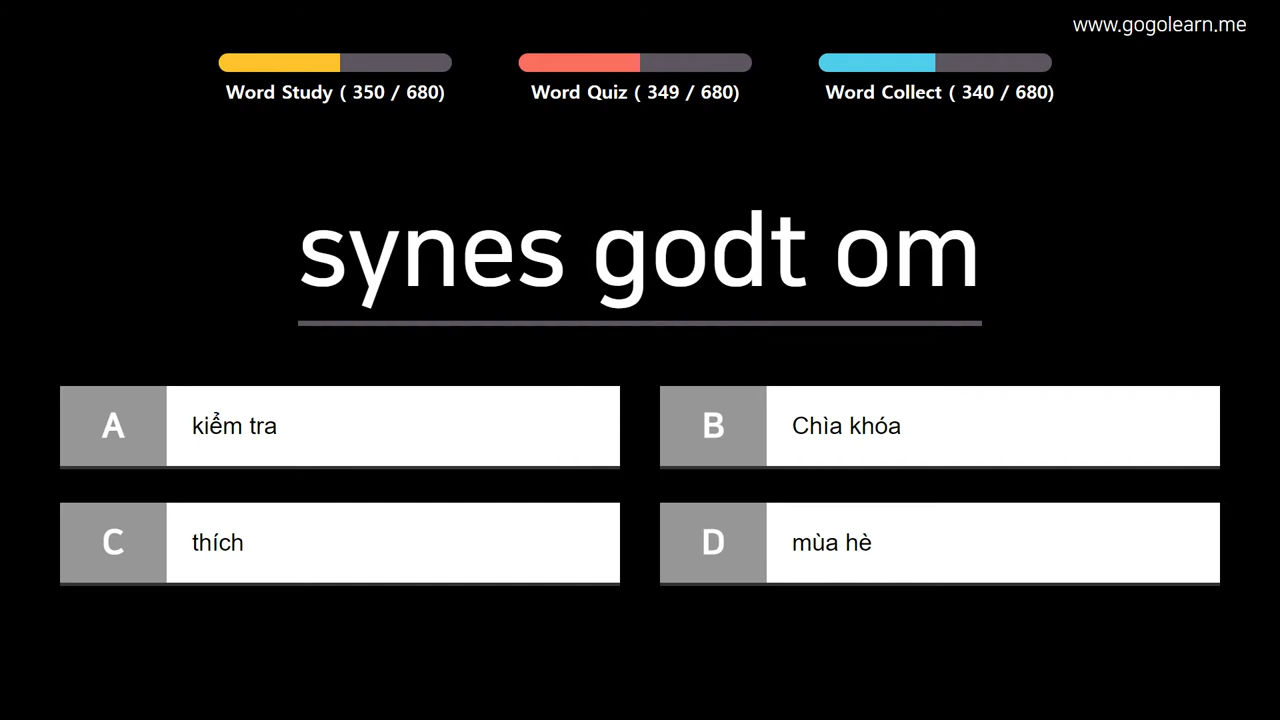 www.gogolearn.me
Word Study ( 350 / 680)
Word Quiz ( 349 / 680)
Word Collect ( 340 / 680)
synes godt om
A kiểm tra
B Chìa khóa
C thích
D mùa hè